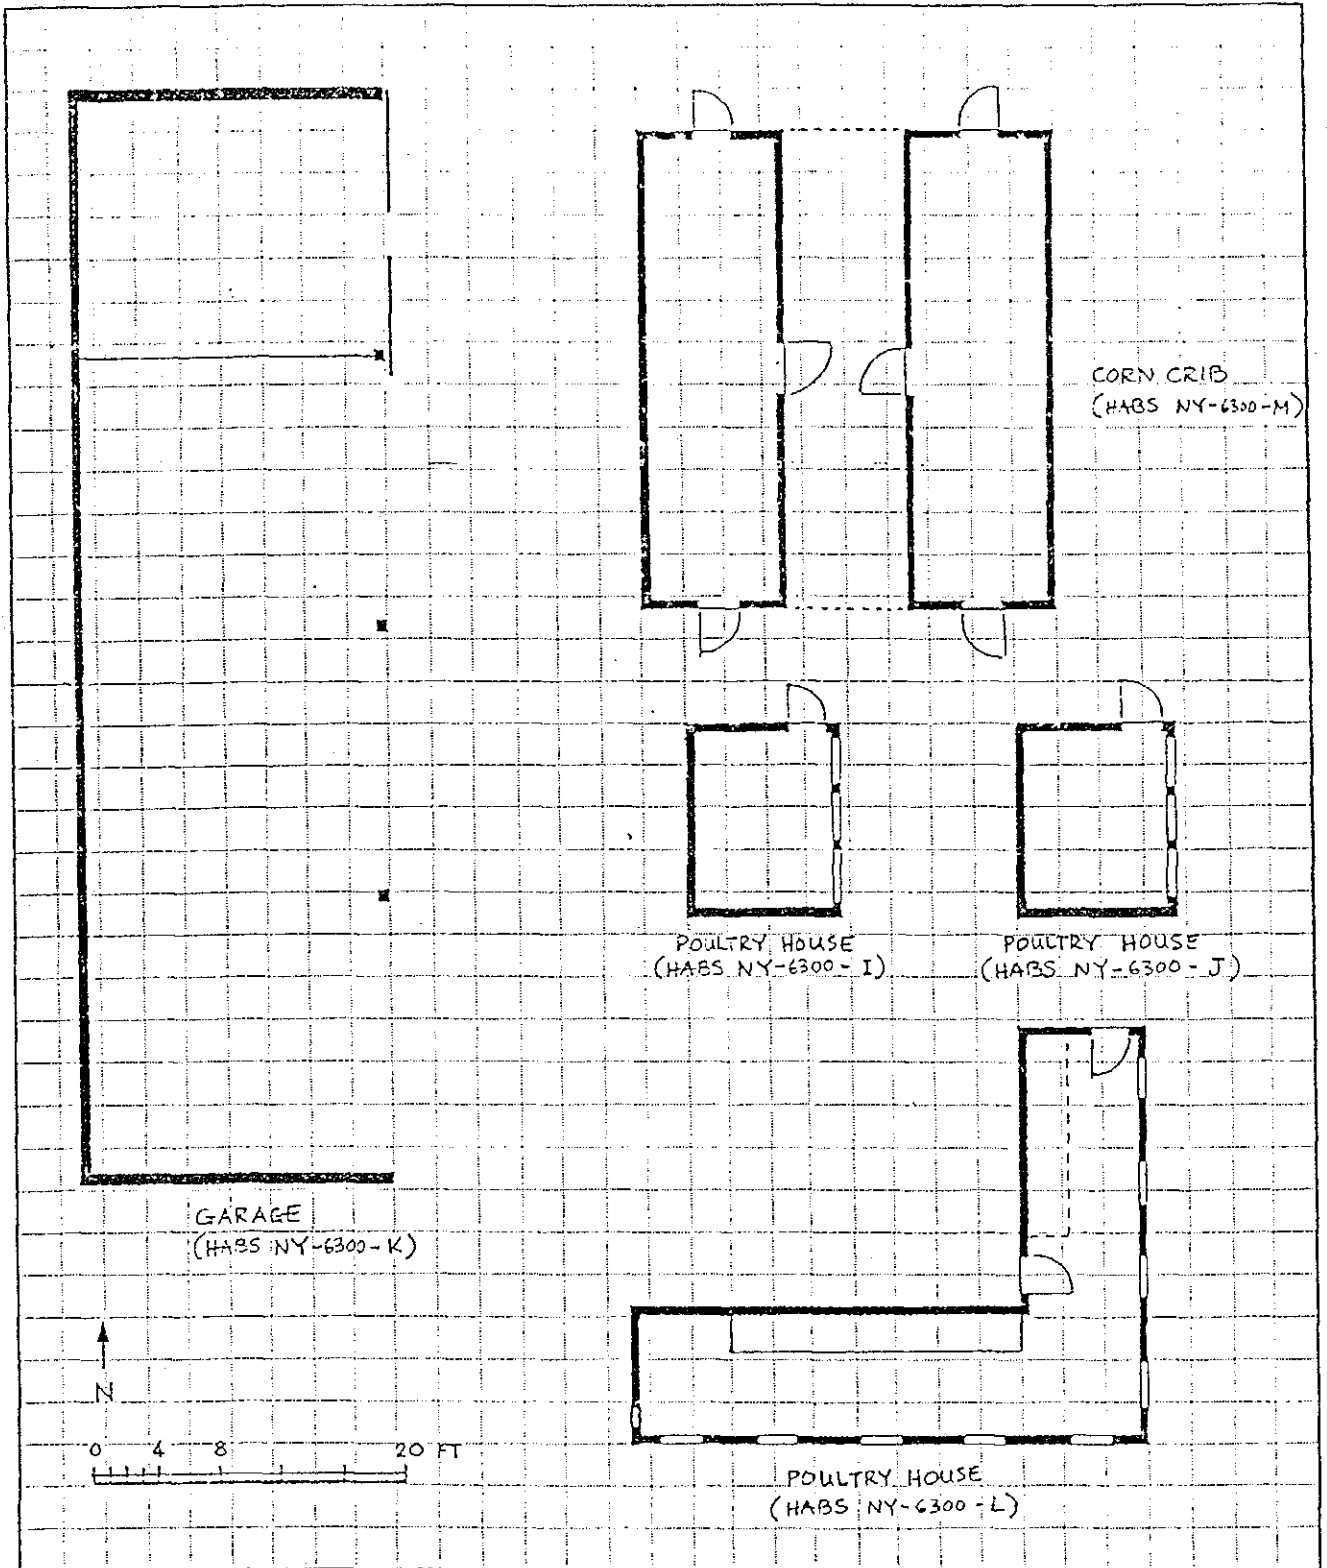 CORN CRIB
(HABS NY-6300-M)
POULTRY HOUSE
(HABS NY-6300-I)
POULTRY HOUSE
(HABS NY-6300-J)
GARAGE
(HABS NY-6300-K)
N
0 4 8 20 FT
POULTRY HOUSE
(HABS NY-6300-L)